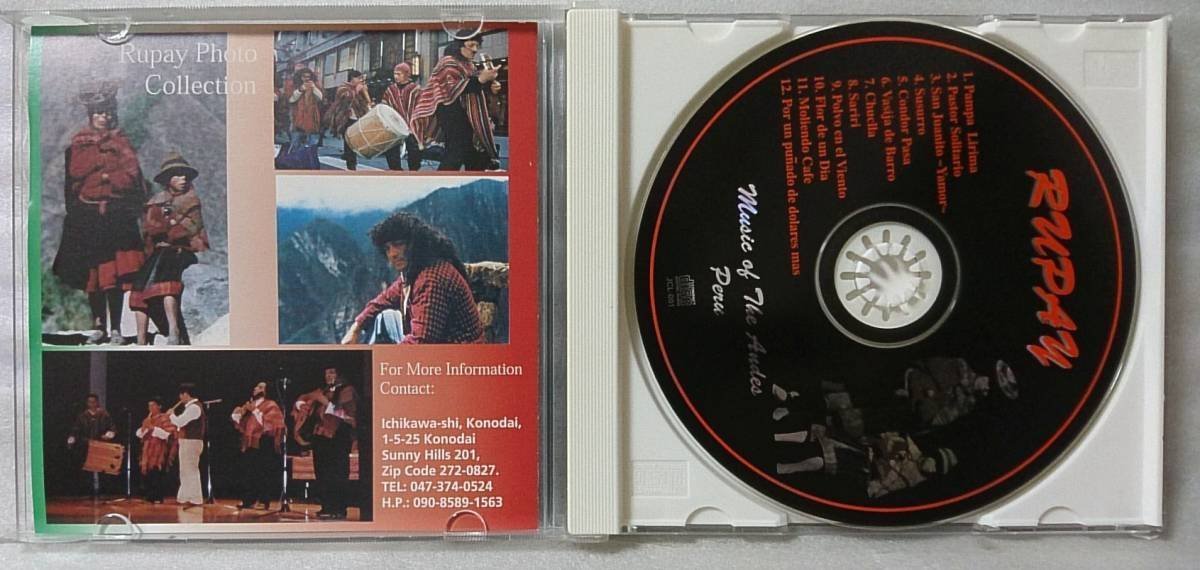 Rupay Photo
Collection
For More Information
Contact:
Ichikawa-shi, Konodai,
1-5-25 Konodai
Sunny Hills 201,
Zip Code 272-0827.
TEL: 047-374-0524
H.P.: 090-8589-1563
RUPAY
1. Pampa Lirima
2. Pastor Solitario
3. San Juanito ~Yamor~
4. Susurro
5. Condor Pasa
6. Vasija de Barro
7. Chuclla
8. Sariri
9. Polvo en el Viento
10. Flor de un Dia
11. Moliendo Cafe
12. Por un puñado de dolares mas
Music of The Andes
Peru